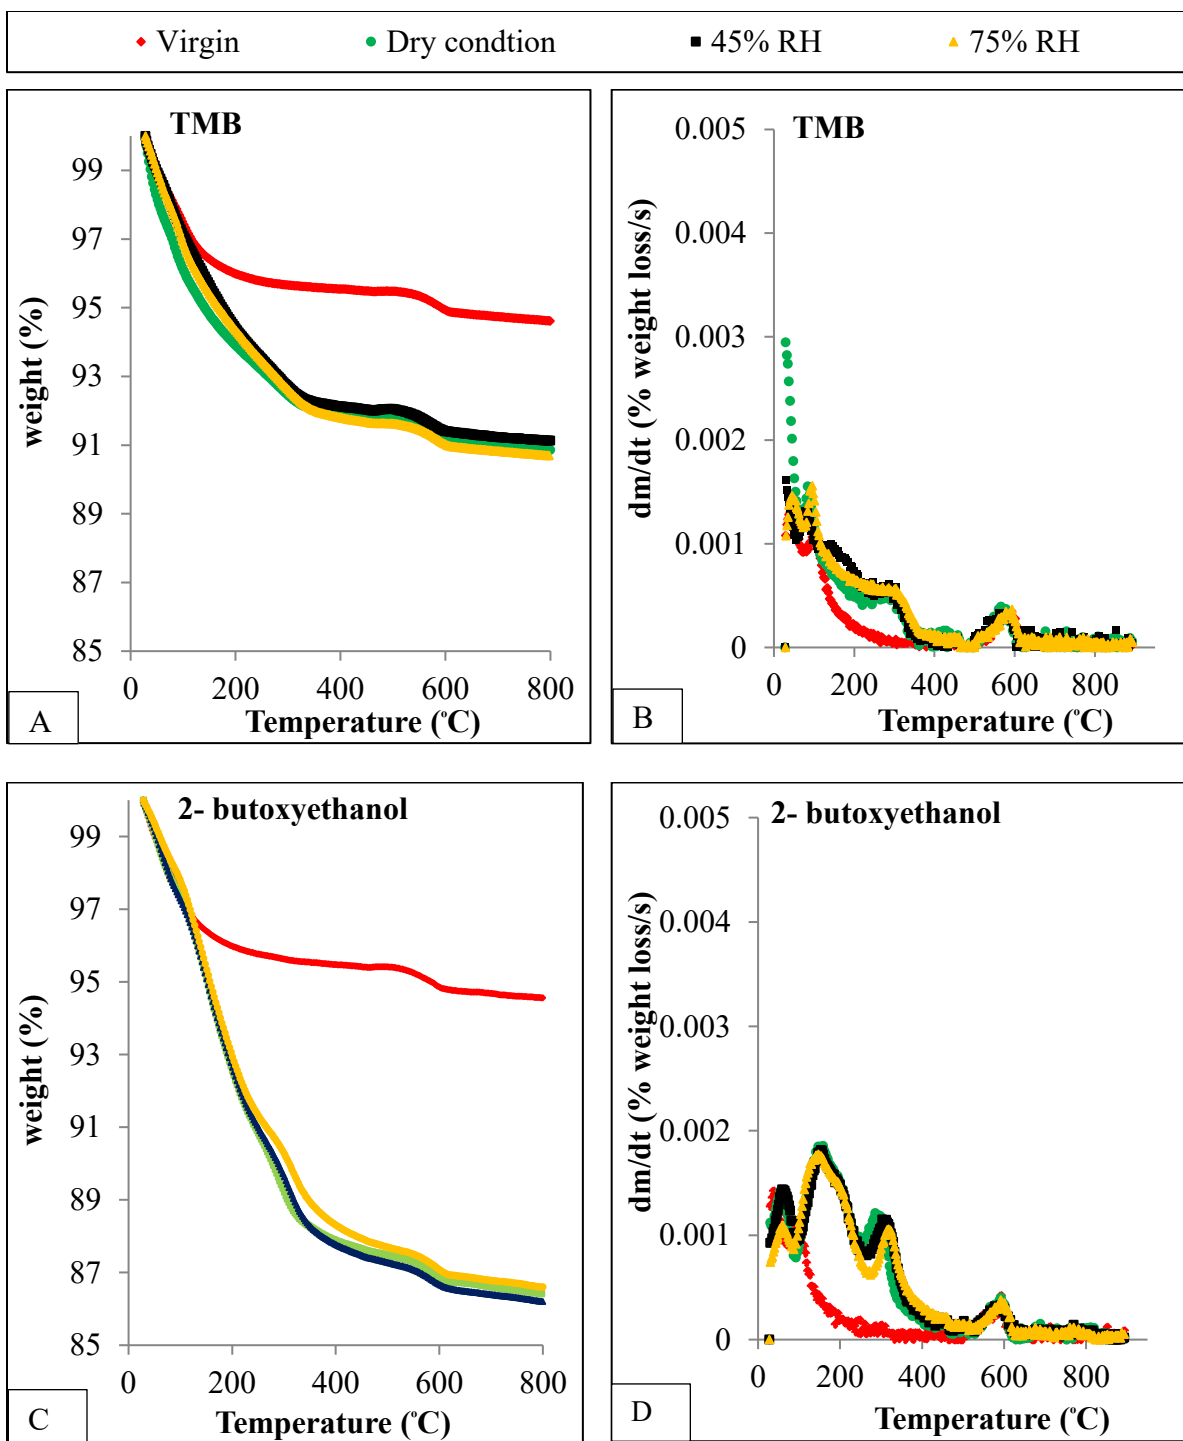 Virgin Dry condtion 45% RH 75% RH
TMB
weight (%)
99
97
95
93
91
89
87
85
0 200 400 600 800
Temperature (°C)
A
TMB
dm/dt (% weight loss/s)
0.005
0.004
0.003
0.002
0.001
0
0 200 400 600 800
Temperature (°C)
B
2- butoxyethanol
weight (%)
99
97
95
93
91
89
87
85
0 200 400 600 800
Temperature (°C)
C
2- butoxyethanol
dm/dt (% weight loss/s)
0.005
0.004
0.003
0.002
0.001
0
0 200 400 600 800
Temperature (°C)
D